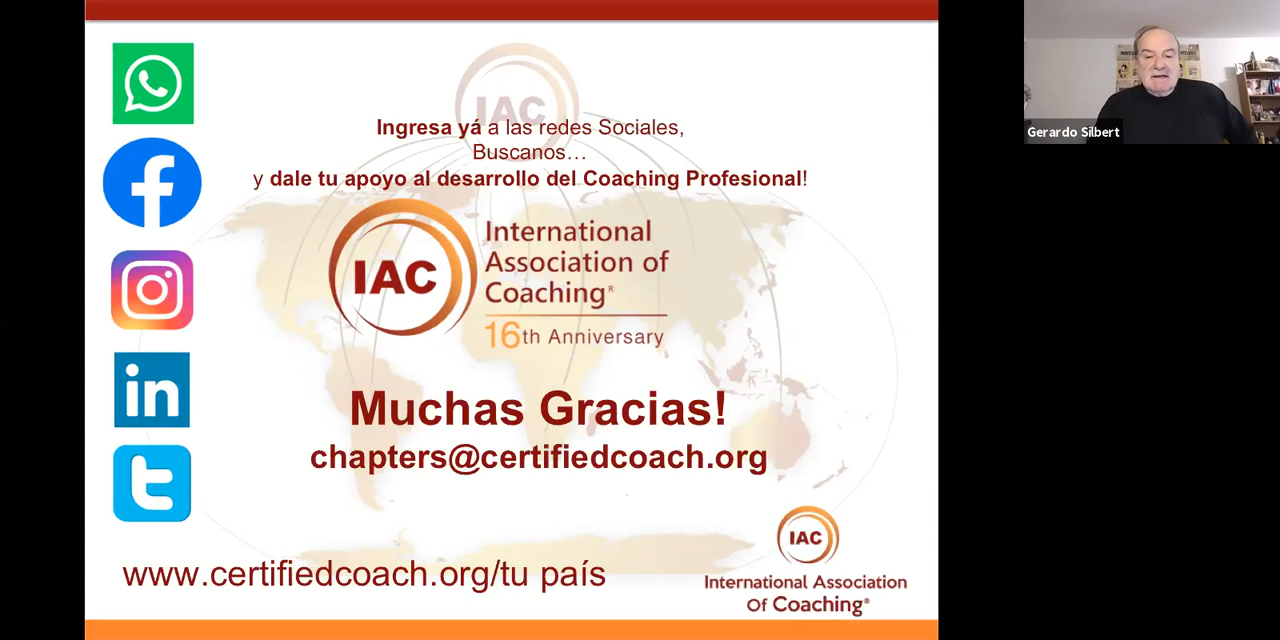 IAC
Ingresa yá a las redes Sociales,
Buscanos…
y dale tu apoyo al desarrollo del Coaching Profesional!
IAC
International
Association of
Coaching®
16th Anniversary
Muchas Gracias!
chapters@certifiedcoach.org
www.certifiedcoach.org/tu país
IAC
International Association
Of Coaching®
in
Gerardo Silbert